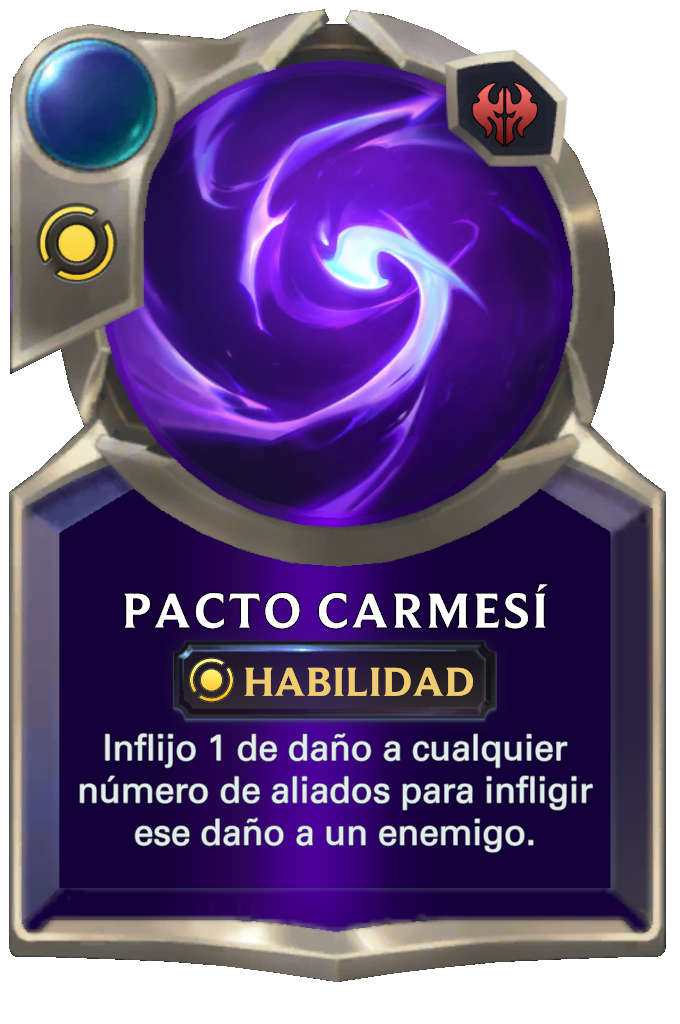 PACTO CARMESÍ
HABILIDAD
Inflijo 1 de daño a cualquier
número de aliados para infligir
ese daño a un enemigo.